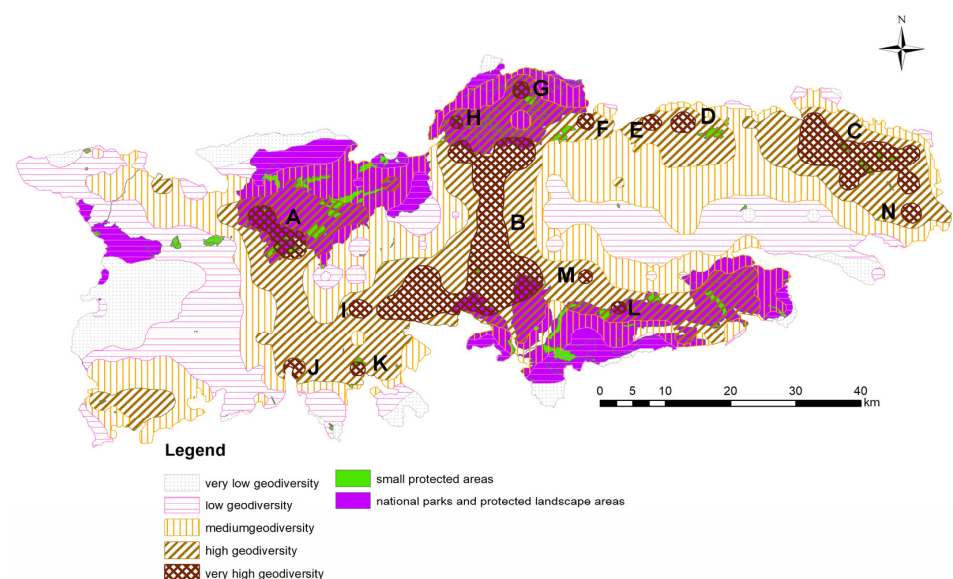 N
G
H
F
E
D
C
A
B
N
M
I
L
J
K
0 5 10 20 30 40
km
Legend
very low geodiversity
low geodiversity
mediumgeodiversity
high geodiversity
very high geodiversity
small protected areas
national parks and protected landscape areas